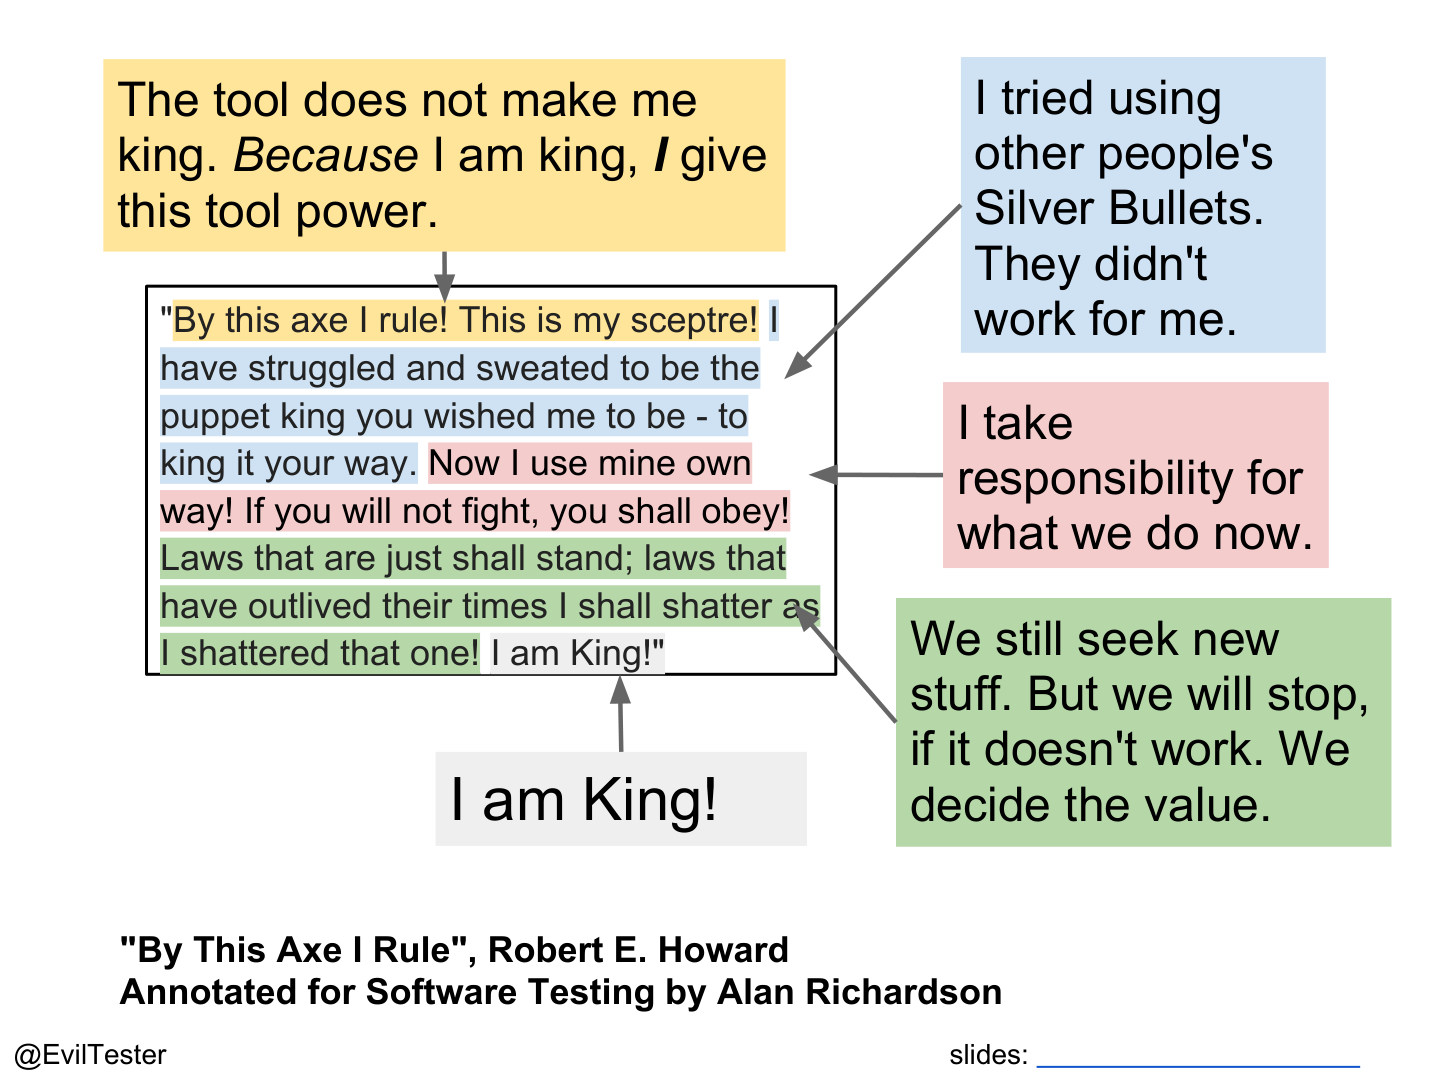 The tool does not make me
king. Because I am king, I give
this tool power.
I tried using
other people's
Silver Bullets.
They didn't
work for me.
"By this axe I rule! This is my sceptre! I
have struggled and sweated to be the
puppet king you wished me to be - to
king it your way. Now I use mine own
way! If you will not fight, you shall obey!
Laws that are just shall stand; laws that
have outlived their times I shall shatter as
I shattered that one! I am King!"
I take
responsibility for
what we do now.
We still seek new
stuff. But we will stop,
if it doesn't work. We
decide the value.
I am King!
"By This Axe I Rule", Robert E. Howard
Annotated for Software Testing by Alan Richardson
@EvilTester
slides: